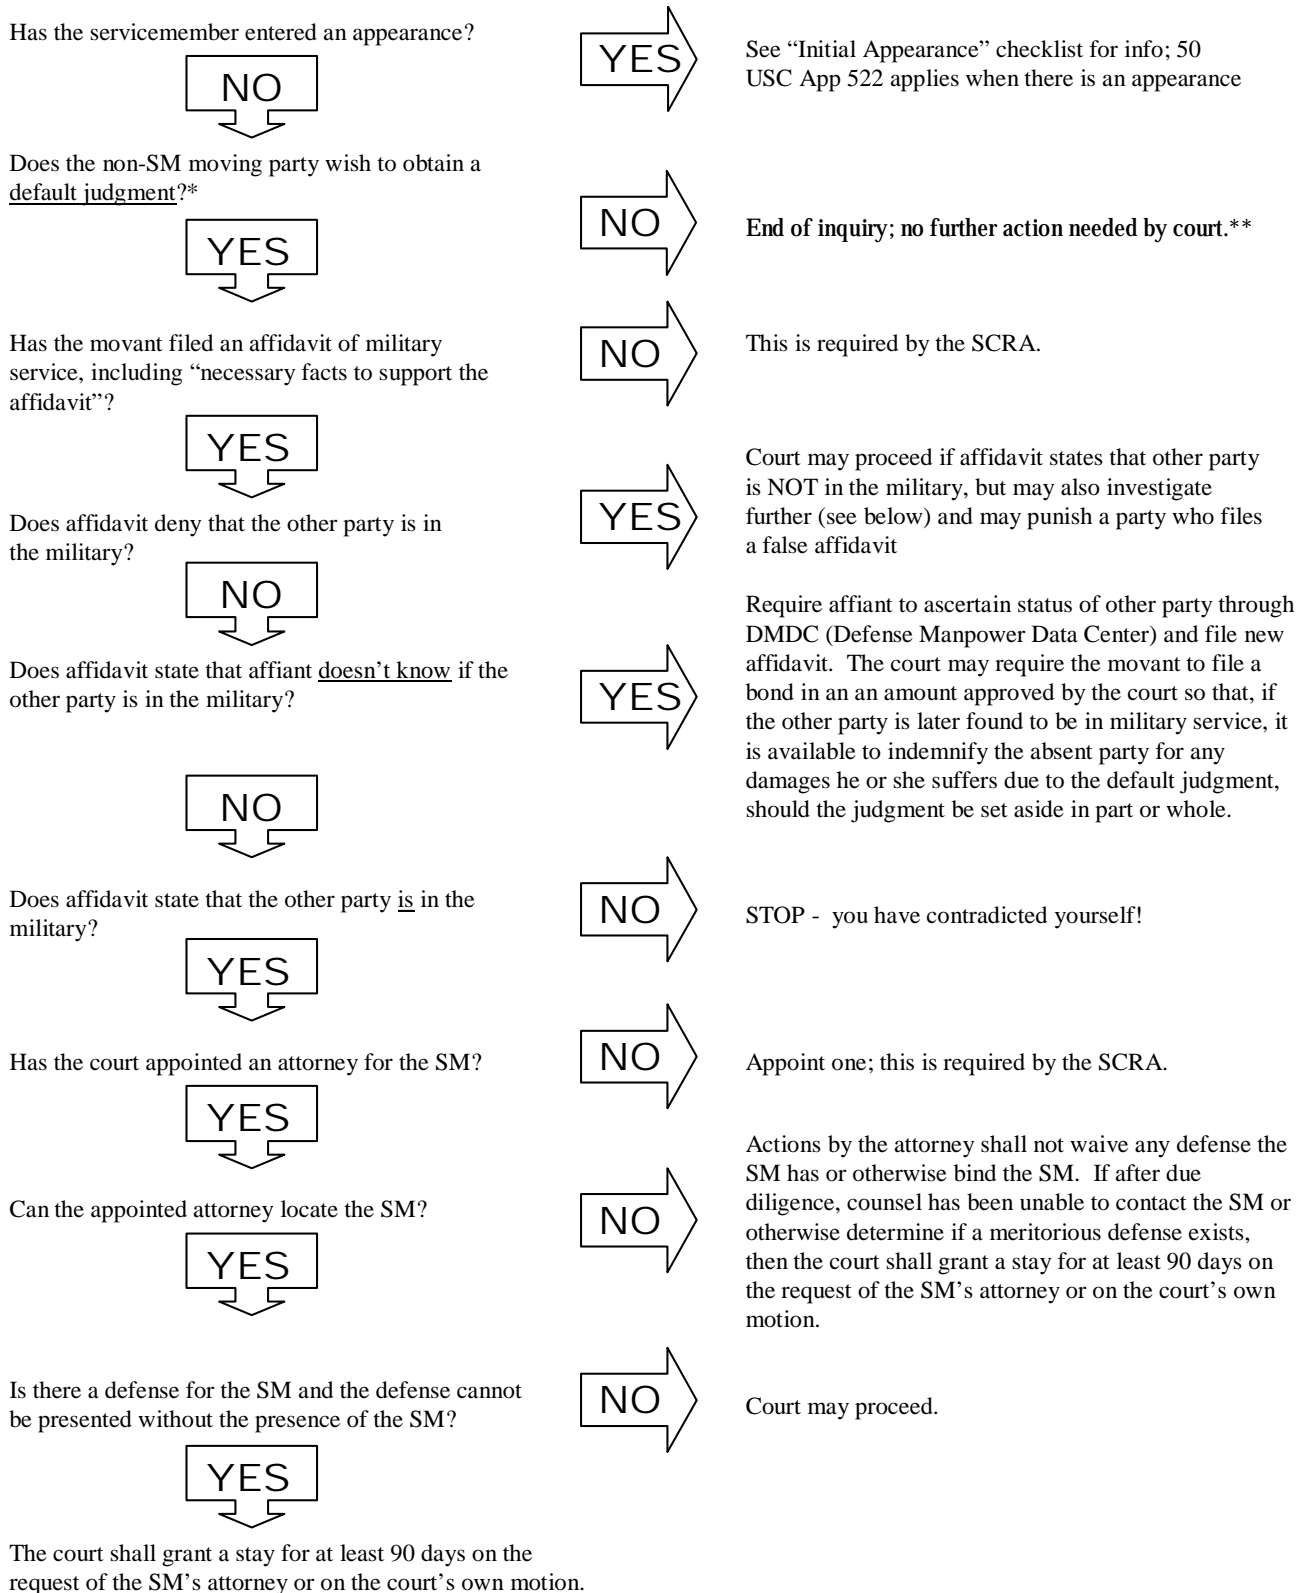 Has the servicemember entered an appearance?
YES
See “Initial Appearance” checklist for info; 50
USC App 522 applies when there is an appearance
NO
Does the non-SM moving party wish to obtain a
default judgment?*
NO
End of inquiry; no further action needed by court.**
YES
Has the movant filed an affidavit of military
service, including “necessary facts to support the
affidavit”?
NO
This is required by the SCRA.
YES
Does affidavit deny that the other party is in
the military?
YES
Court may proceed if affidavit states that other party
is NOT in the military, but may also investigate
further (see below) and may punish a party who files
a false affidavit
NO
Does affidavit state that affiant doesn’t know if the
other party is in the military?
YES
Require affiant to ascertain status of other party through
DMDC (Defense Manpower Data Center) and file new
affidavit.  The court may require the movant to file a
bond in an an amount approved by the court so that, if
the other party is later found to be in military service, it
is available to indemnify the absent party for any
damages he or she suffers due to the default judgment,
should the judgment be set aside in part or whole.
NO
Does affidavit state that the other party is in the
military?
NO
STOP -  you have contradicted yourself!
YES
Has the court appointed an attorney for the SM?
NO
Appoint one; this is required by the SCRA.
YES
Can the appointed attorney locate the SM?
NO
Actions by the attorney shall not waive any defense the
SM has or otherwise bind the SM.  If after due
diligence, counsel has been unable to contact the SM or
otherwise determine if a meritorious defense exists,
then the court shall grant a stay for at least 90 days on
the request of the SM’s attorney or on the court’s own
motion.
YES
Is there a defense for the SM and the defense cannot
be presented without the presence of the SM?
NO
Court may proceed.
YES
The court shall grant a stay for at least 90 days on the
request of the SM’s attorney or on the court’s own motion.